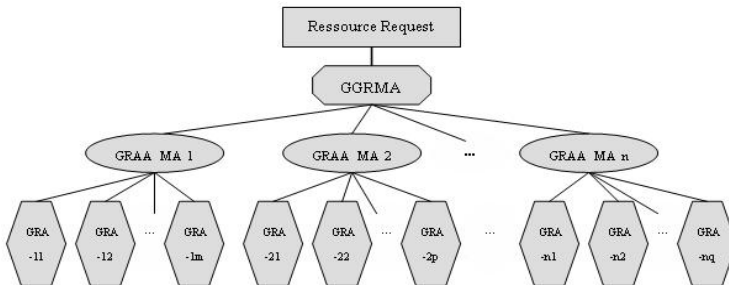 Ressource Request
GGRMA
GRAA MA 1
GRAA MA 2
...
GRAA MA n
GRA
-11
GRA
-12
...
GRA
-1m
GRA
-21
GRA
-22
...
GRA
-2p
...
GRA
-n1
GRA
-n2
...
GRA
-nq